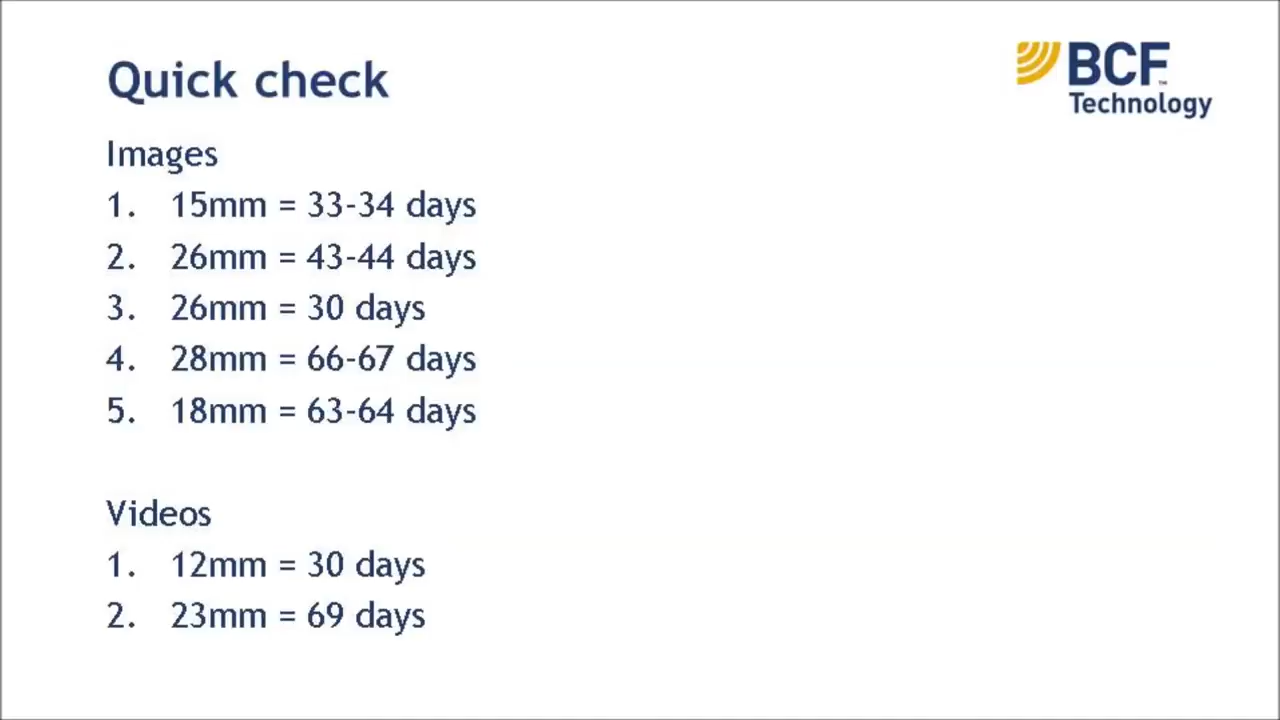 Quick check
BCF™
Technology
Images
1. 15mm = 33-34 days
2. 26mm = 43-44 days
3. 26mm = 30 days
4. 28mm = 66-67 days
5. 18mm = 63-64 days
Videos
1. 12mm = 30 days
2. 23mm = 69 days